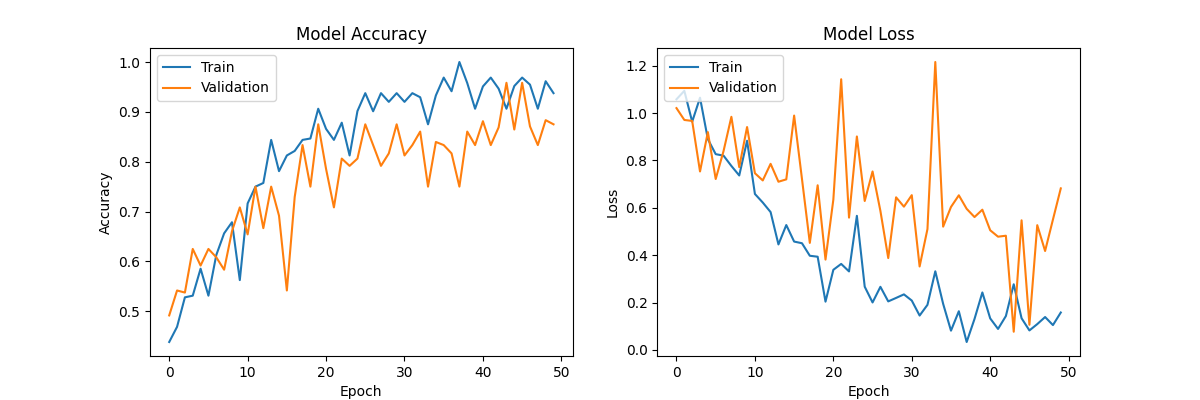 Model Accuracy
Train
Validation
1.0
0.9
0.8
0.7
0.6
0.5
Accuracy
0 10 20 30 40 50
Epoch
Model Loss
Train
Validation
1.2
1.0
0.8
0.6
0.4
0.2
0.0
Loss
0 10 20 30 40 50
Epoch